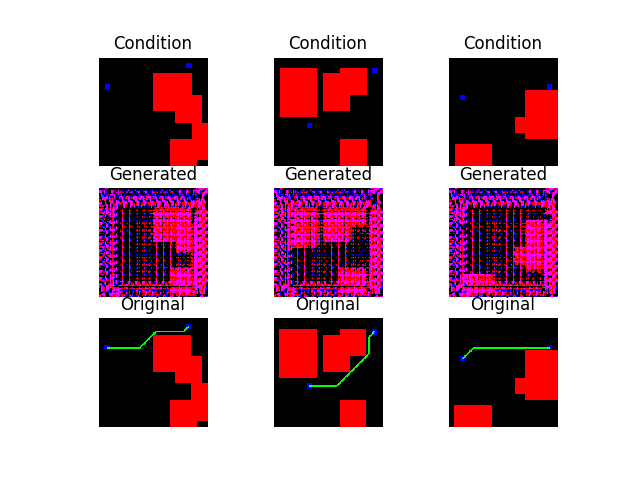 Condition Condition Condition
Generated Generated Generated
Original Original Original